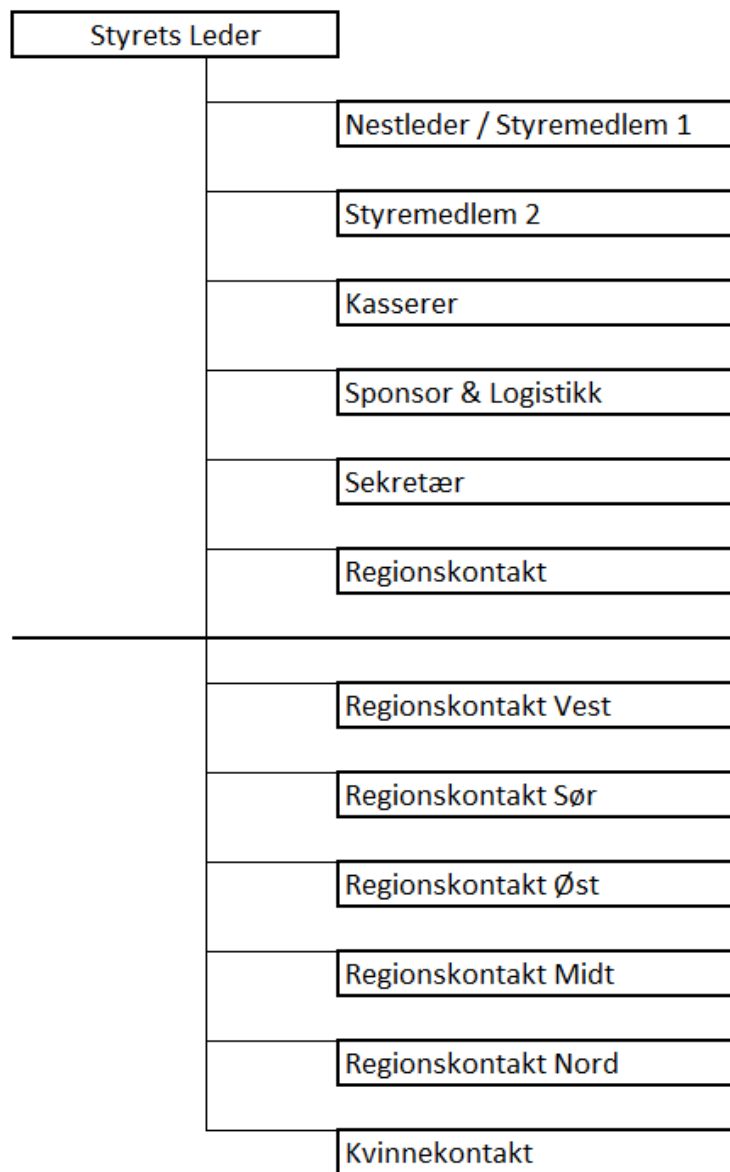 Styrets Leder
Nestleder / Styremedlem 1
Styremedlem 2
Kasserer
Sponsor & Logistikk
Sekretær
Regionskontakt
Regionskontakt Vest
Regionskontakt Sør
Regionskontakt Øst
Regionskontakt Midt
Regionskontakt Nord
Kvinnekontakt